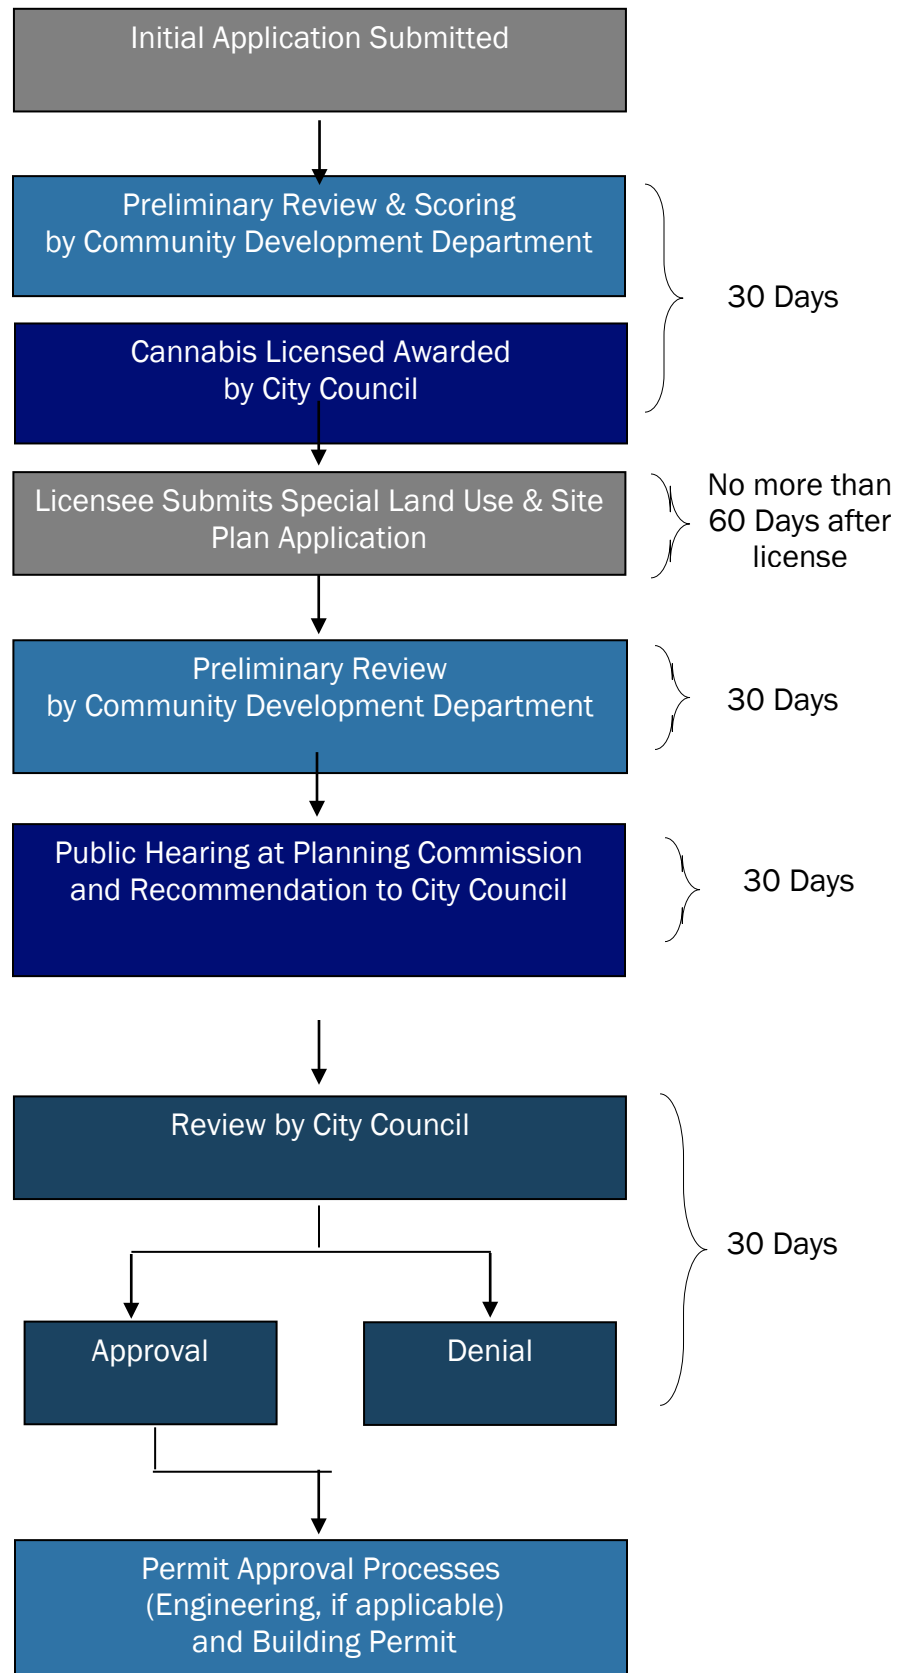 Initial Application Submitted
Preliminary Review & Scoring
by Community Development Department
30 Days
Cannabis Licensed Awarded
by City Council
Licensee Submits Special Land Use & Site
Plan Application
No more than
60 Days after
license
Preliminary Review
by Community Development Department
30 Days
Public Hearing at Planning Commission
and Recommendation to City Council
30 Days
Review by City Council
30 Days
Approval
Denial
Permit Approval Processes
(Engineering, if applicable)
and Building Permit